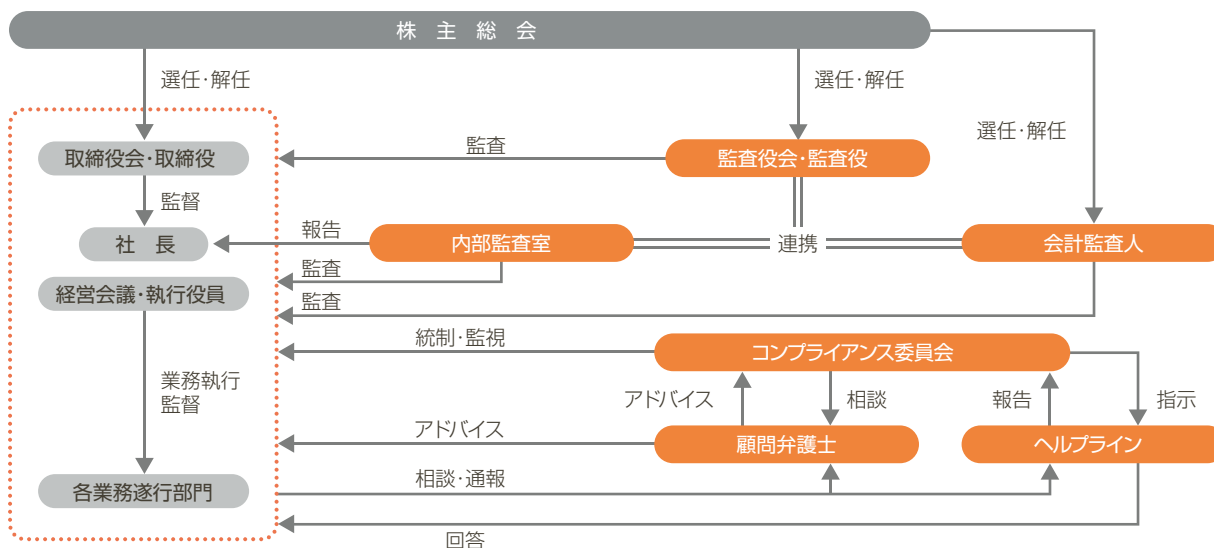 株主総会
選任・解任
選任・解任
選任・解任
取締役会・取締役
監査
監査役会・監査役
監督
社長
報告
内部監査室
連携
会計監査人
監査
経営会議・執行役員
監査
統制・監視
コンプライアンス委員会
業務執行
監督
アドバイス
相談
報告
指示
アドバイス
顧問弁護士
ヘルプライン
相談・通報
各業務遂行部門
回答